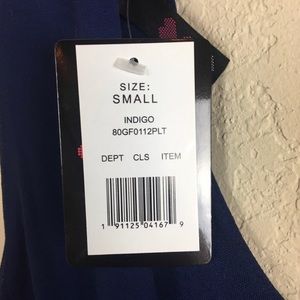 SIZE:
SMALL
INDIGO
80GF0112PLT
DEPT CLS ITEM
1 91125 04167 9